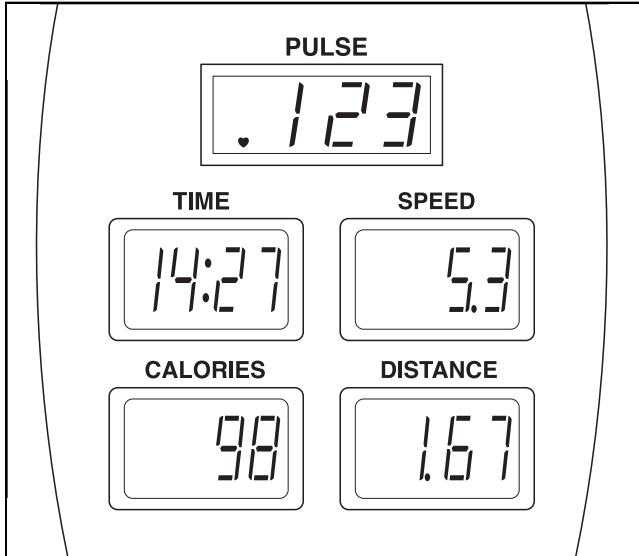 PULSE
123
TIME SPEED
14:27 5.3
CALORIES DISTANCE
98 1.67